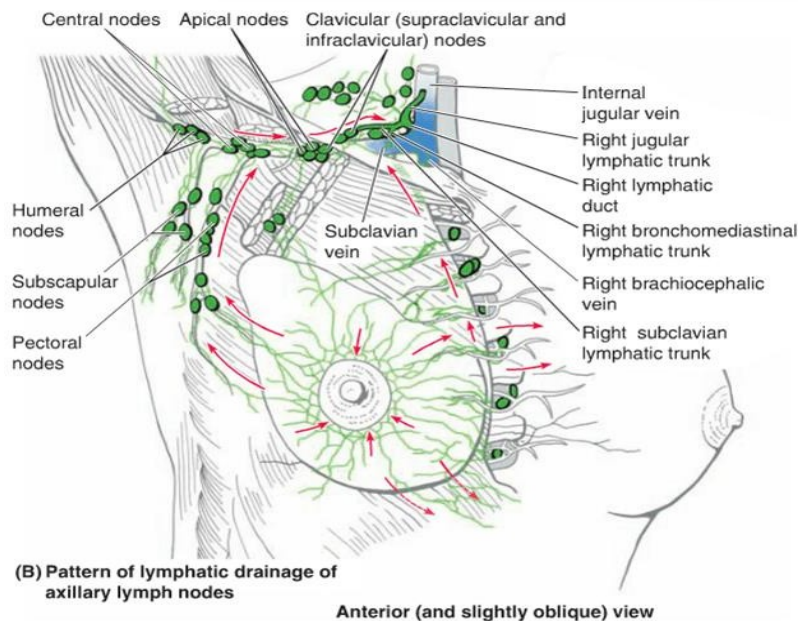 Central nodes
Apical nodes
Clavicular (supraclavicular and
infraclavicular) nodes
Internal
jugular vein
Right jugular
lymphatic trunk
Right lymphatic
duct
Right bronchomediastinal
lymphatic trunk
Right brachiocephalic
vein
Right subclavian
lymphatic trunk
Humeral
nodes
Subscapular
nodes
Pectoral
nodes
Subclavian
vein
(B) Pattern of lymphatic drainage of
axillary lymph nodes
Anterior (and slightly oblique) view